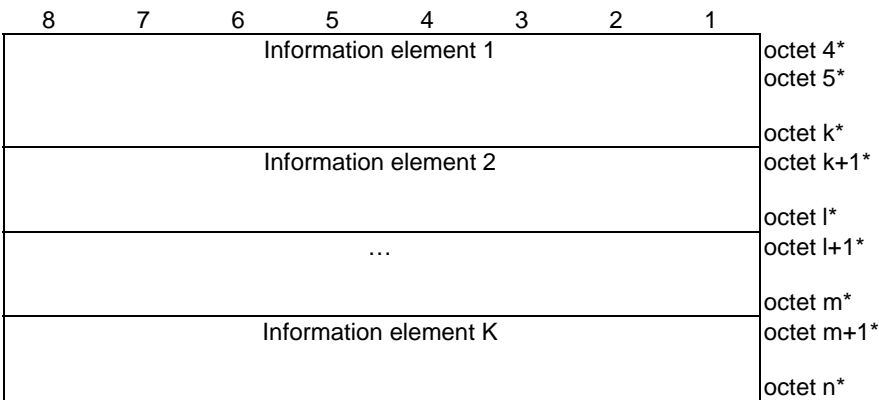 8 7 6 5 4 3 2 1
Information element 1 octet 4*
octet 5*
octet k*
Information element 2 octet k+1*
octet l*
… octet l+1*
octet m*
Information element K octet m+1*
octet n*